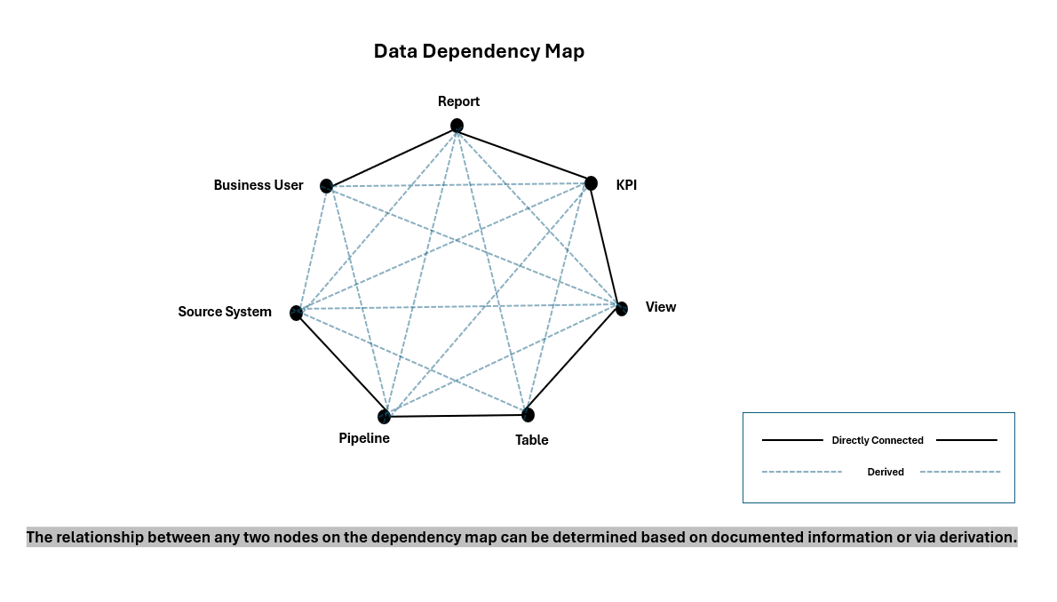 Data Dependency Map
Report
Business User
KPI
Source System
View
Pipeline
Table
Directly Connected
Derived
The relationship between any two nodes on the dependency map can be determined based on documented information or via derivation.